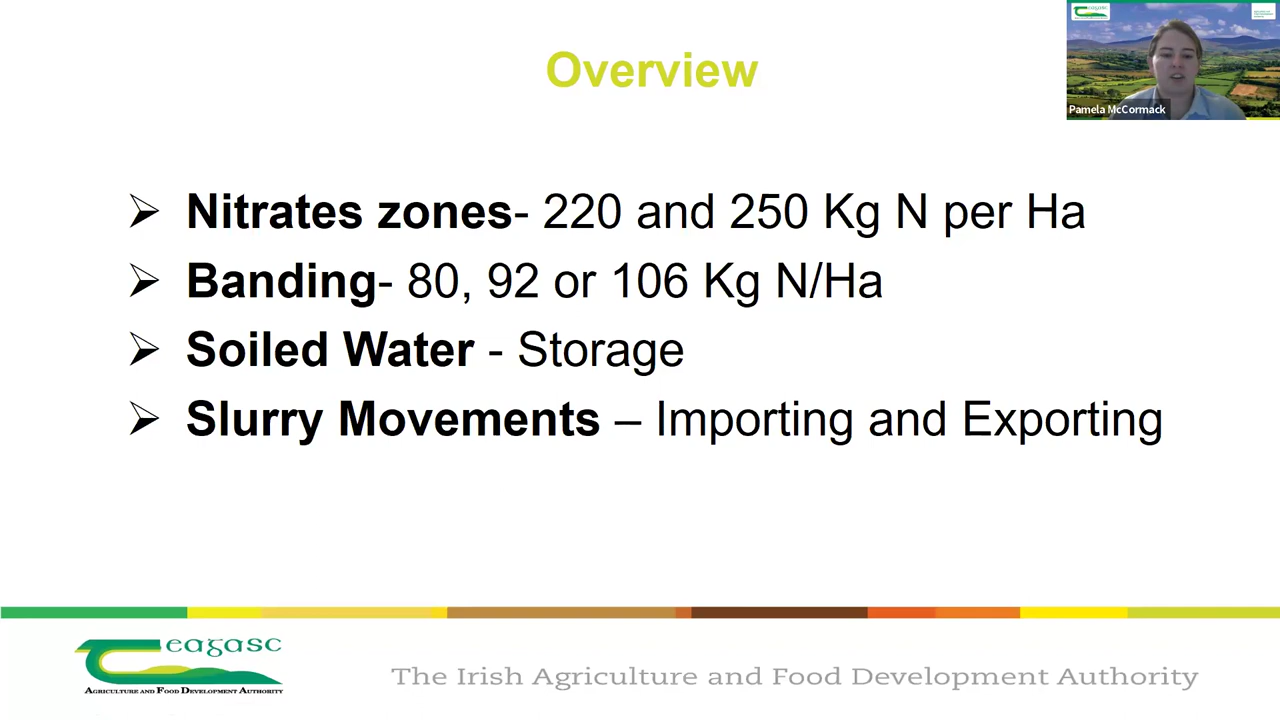 Overview
Pamela McCormack
Nitrates zones- 220 and 250 Kg N per Ha
Banding- 80, 92 or 106 Kg N/Ha
Soiled Water - Storage
Slurry Movements – Importing and Exporting
teagasc
AGRICULTURE AND FOOD DEVELOPMENT AUTHORITY
The Irish Agriculture and Food Development Authority